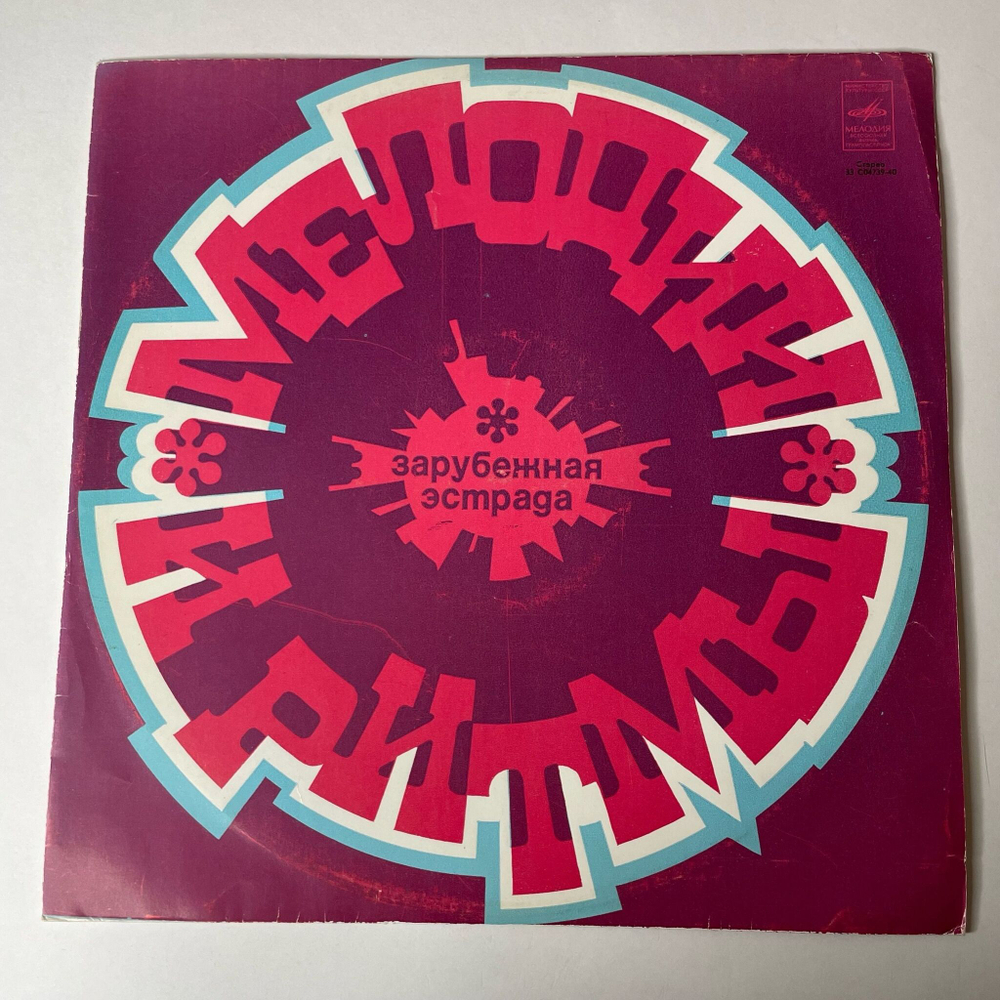 МЕЛОДИИ
И РИТМЫ
зарубежная
эстрада
МЕЛОДИЯ
Стерео